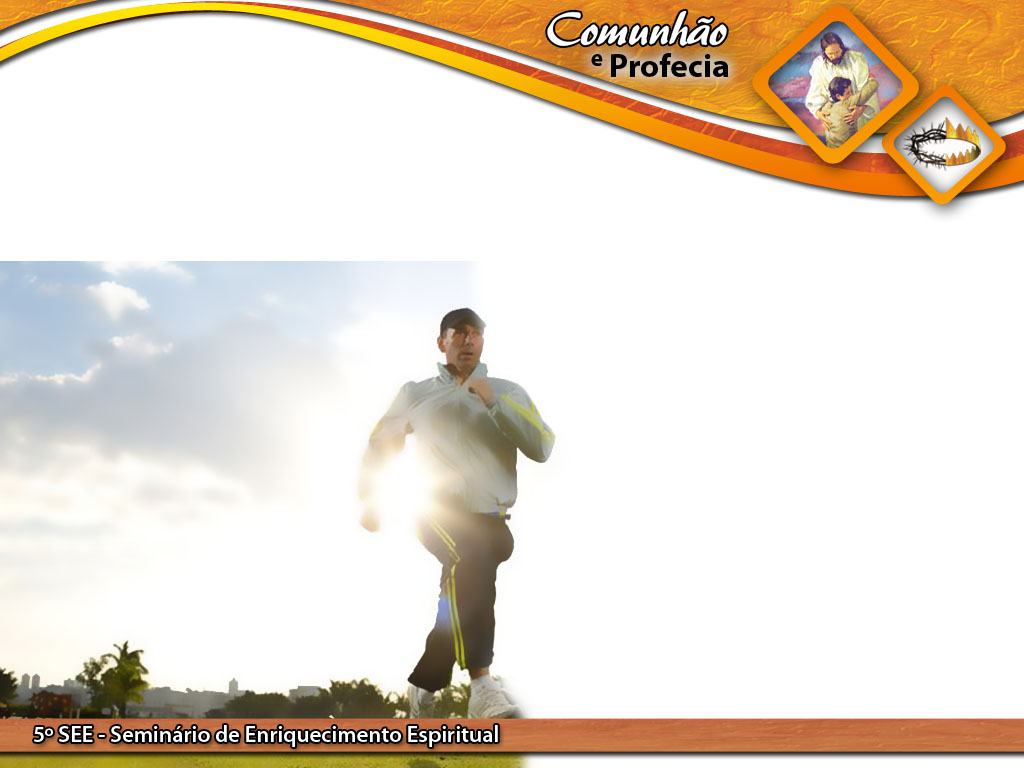 Comunhão
e Profecia
5º SEE - Seminário de Enriquecimento Espiritual